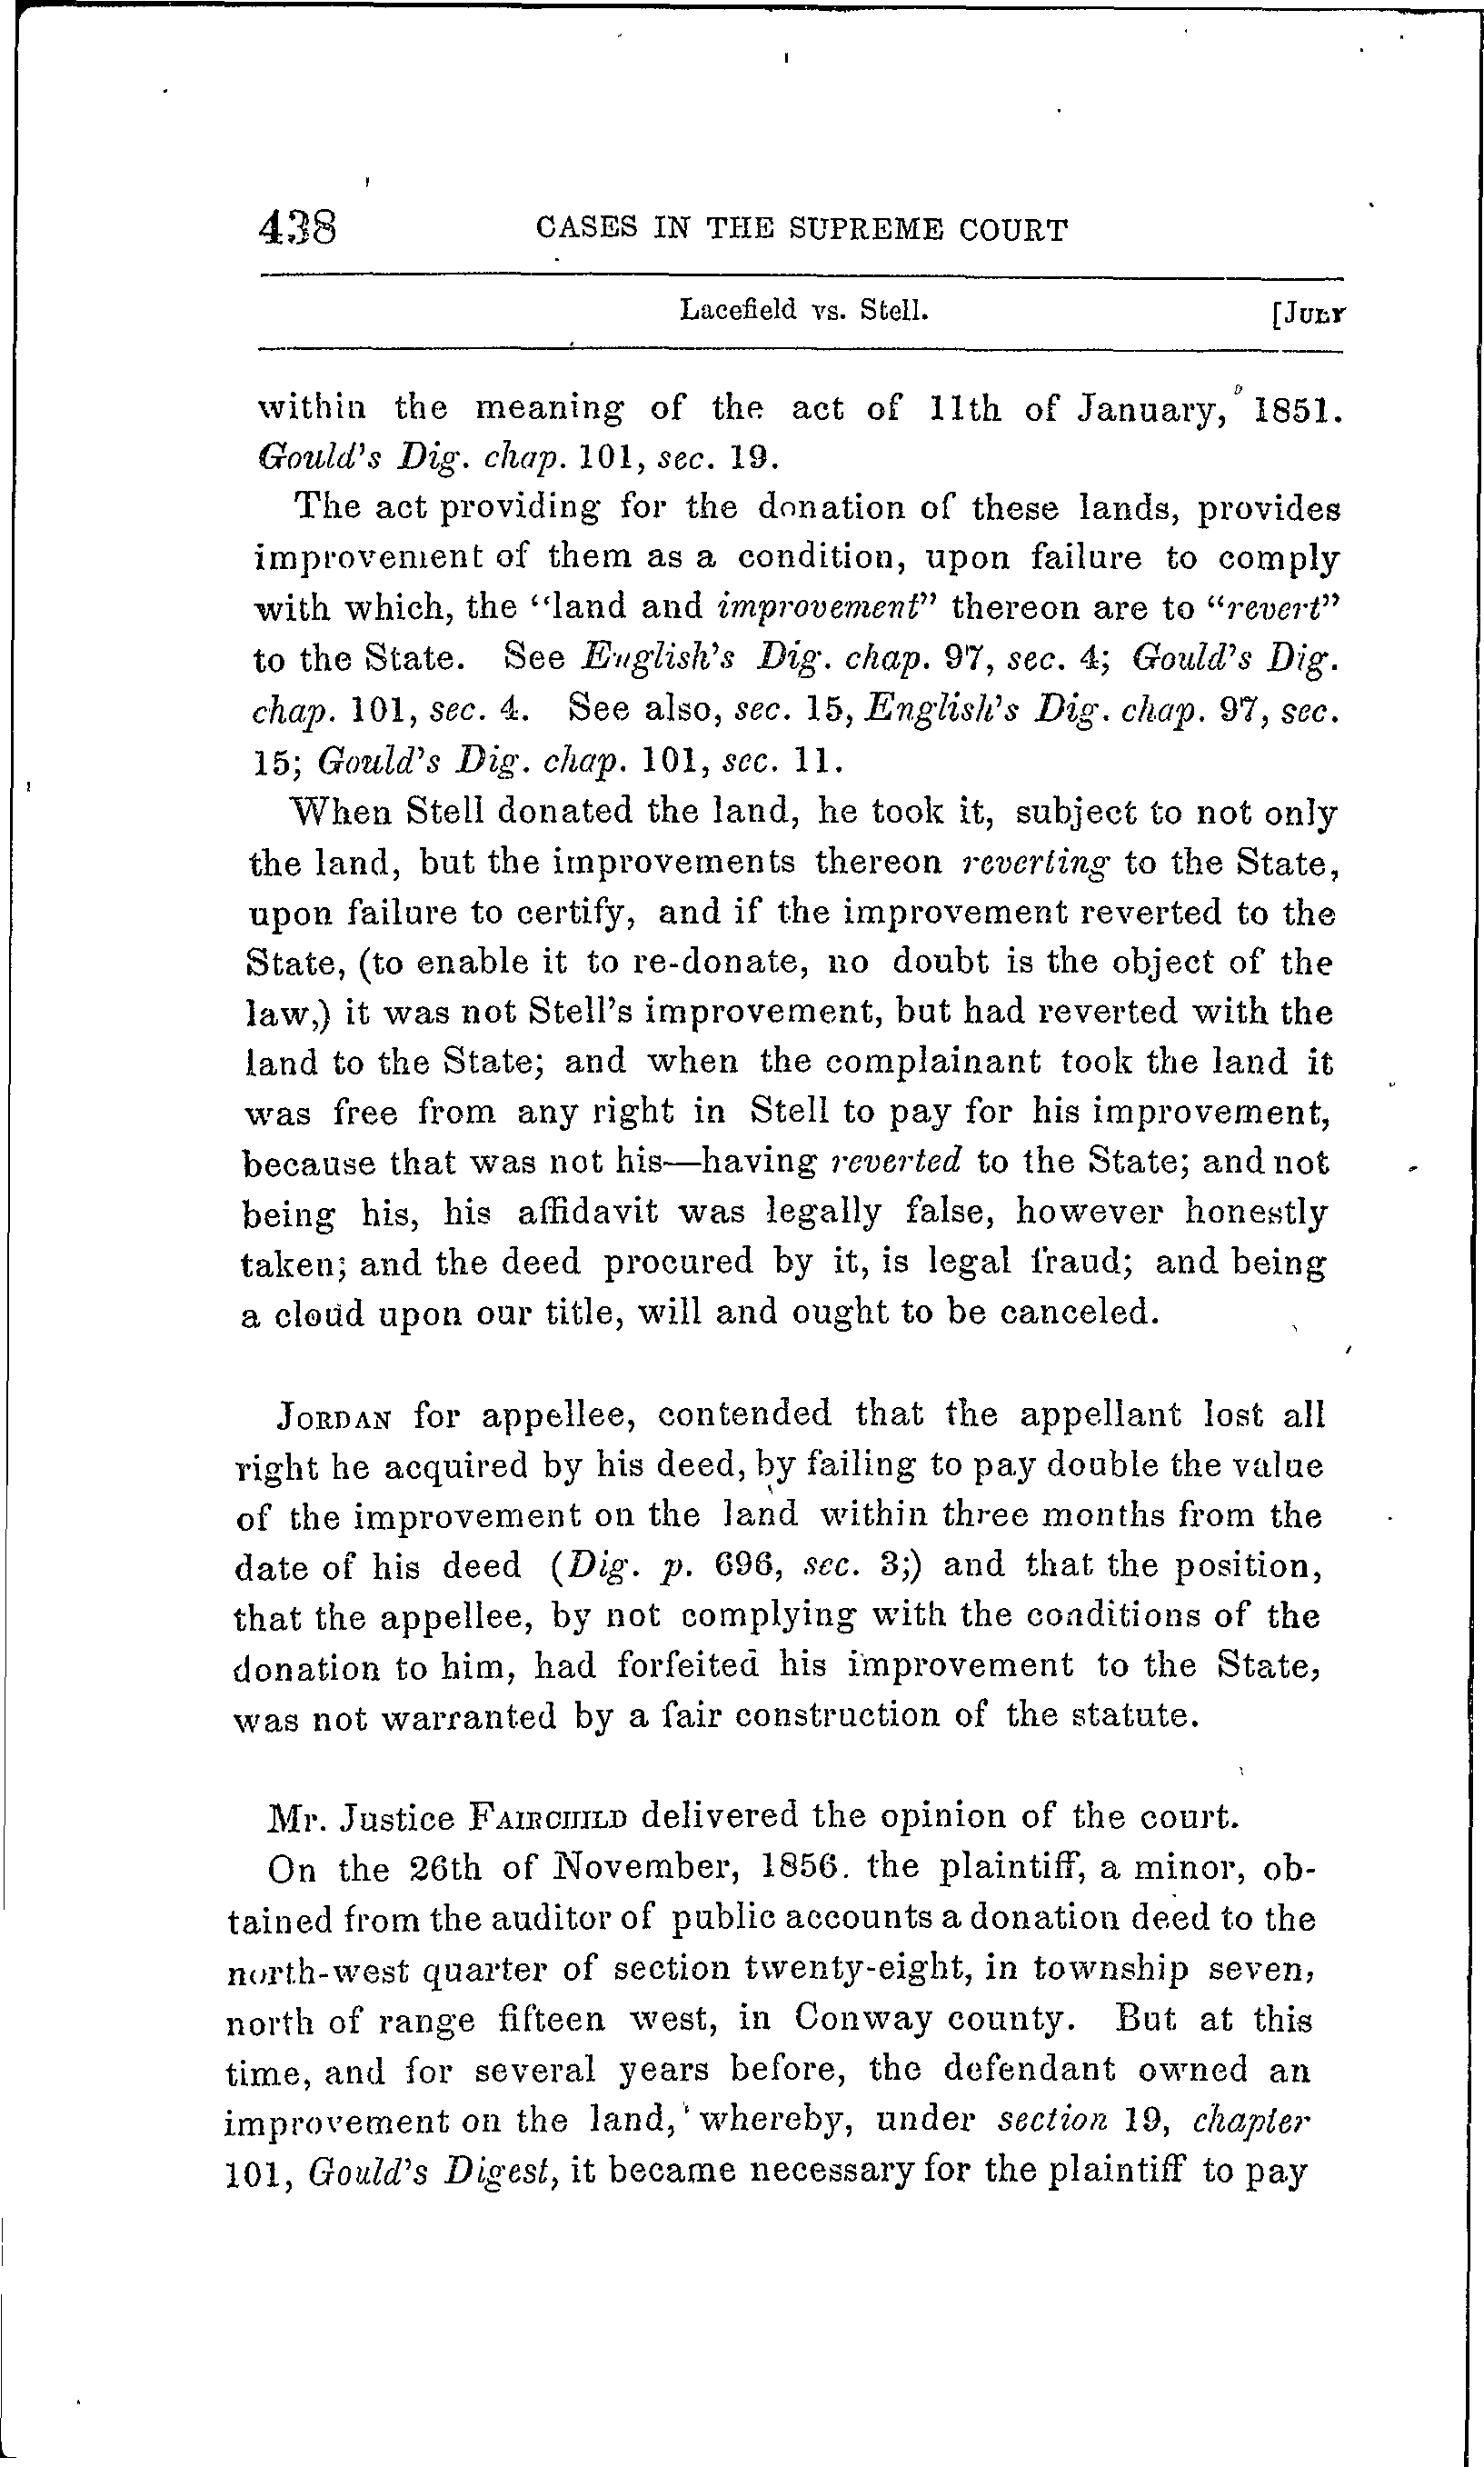 438 CASES IN THE SUPREME COURT
Lacefield vs. Stell. [JULY
within the meaning of the act of 11th of January, 1851.
Gould's Dig. chap. 101, sec. 19.
The act providing for the donation of these lands, provides
improvement of them as a condition, upon failure to comply
with which, the "land and improvement" thereon are to "revert"
to the State. See English's Dig. chap. 97, sec. 4; Gould's Dig.
chap. 101, sec. 4. See also, sec. 15, English's Dig. chap. 97, sec.
15; Gould's Dig. chap. 101, sec. 11.
When Stell donated the land, he took it, subject to not only
the land, but the improvements thereon reverting to the State,
upon failure to certify, and if the improvement reverted to the
State, (to enable it to re-donate, no doubt is the object of the
law,) it was not Stell's improvement, but had reverted with the
land to the State; and when the complainant took the land it
was free from any right in Stell to pay for his improvement,
because that was not his—having reverted to the State; and not
being his, his affidavit was legally false, however honestly
taken; and the deed procured by it, is legal fraud; and being
a cloud upon our title, will and ought to be canceled.
JORDAN for appellee, contended that the appellant lost all
right he acquired by his deed, by failing to pay double the value
of the improvement on the land within three months from the
date of his deed (Dig. p. 696, sec. 3;) and that the position,
that the appellee, by not complying with the conditions of the
donation to him, had forfeited his improvement to the State,
was not warranted by a fair construction of the statute.
Mr. Justice FAIRCHILD delivered the opinion of the court.
On the 26th of November, 1856. the plaintiff, a minor, ob-
tained from the auditor of public accounts a donation deed to the
north-west quarter of section twenty-eight, in township seven,
north of range fifteen west, in Conway county. But at this
time, and for several years before, the defendant owned an
improvement on the land, whereby, under section 19, chapter
101, Gould's Digest, it became necessary for the plaintiff to pay